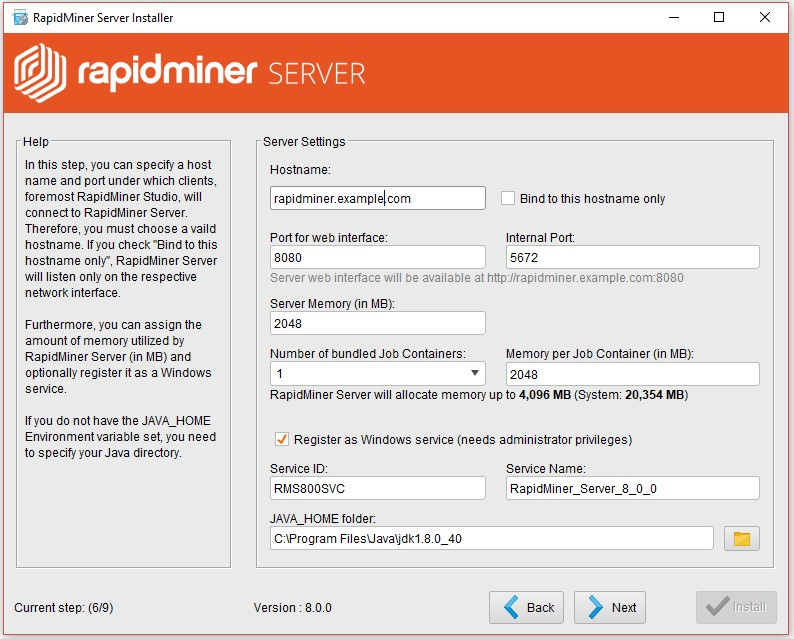 RapidMiner Server Installer
rapidminer SERVER
Help
In this step, you can specify a host
name and port under which clients,
foremost RapidMiner Studio, will
connect to RapidMiner Server.
Therefore, you must choose a vaild
hostname. If you check "Bind to this
hostname only", RapidMiner Server
will listen only on the respective
network interface.
Furthermore, you can assign the
amount of memory utilized by
RapidMiner Server (in MB) and
optionally register it as a Windows
service.
If you do not have the JAVA_HOME
Environment variable set, you need
to specify your Java directory.
Server Settings
Hostname:
rapidminer.example.com
Bind to this hostname only
Port for web interface:
Internal Port:
8080
5672
Server web interface will be available at http://rapidminer.example.com:8080
Server Memory (in MB):
2048
Number of bundled Job Containers:
Memory per Job Container (in MB):
1
2048
RapidMiner Server will allocate memory up to 4,096 MB (System: 20,354 MB)
Register as Windows service (needs administrator privileges)
Service ID:
Service Name:
RMS800SVC
RapidMiner_Server_8_0_0
JAVA_HOME folder:
C:\Program Files\Java\jdk1.8.0_40
Current step: (6/9)
Version : 8.0.0
Back
Next
Install